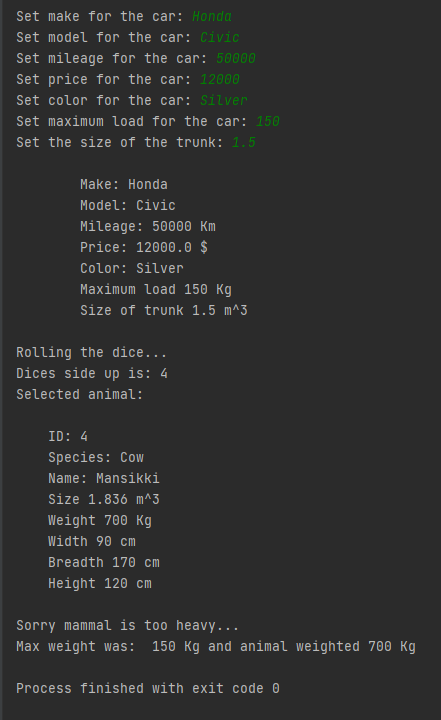 Set make for the car: Honda
Set model for the car: Civic
Set mileage for the car: 50000
Set price for the car: 12000
Set color for the car: Silver
Set maximum load for the car: 150
Set the size of the trunk: 1.5
Make: Honda
Model: Civic
Mileage: 50000 Km
Price: 12000.0 $
Color: Silver
Maximum load 150 Kg
Size of trunk 1.5 m^3
Rolling the dice...
Dices side up is: 4
Selected animal:
ID: 4
Species: Cow
Name: Mansikki
Size 1.836 m^3
Weight 700 Kg
Width 90 cm
Breadth 170 cm
Height 120 cm
Sorry mammal is too heavy...
Max weight was:  150 Kg and animal weighted 700 Kg
Process finished with exit code 0